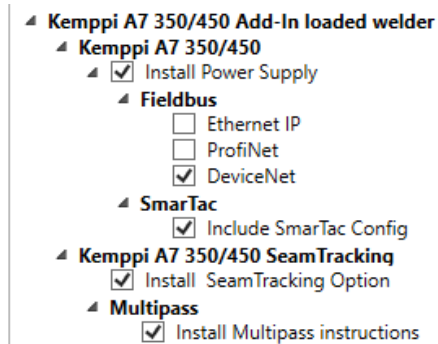 Kemppi A7 350/450 Add-In loaded welder
Kemppi A7 350/450
Install Power Supply
Fieldbus
Ethernet IP
ProfiNet
DeviceNet
SmarTac
Include SmarTac Config
Kemppi A7 350/450 SeamTracking
Install SeamTracking Option
Multipass
Install Multipass instructions